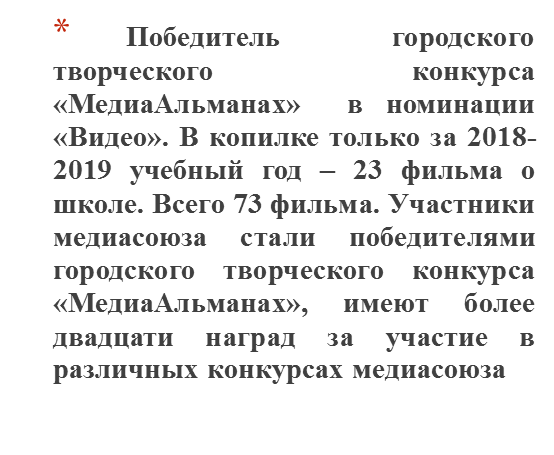 * Победитель городского
творческого конкурса
«МедиаАльманах» в номинации
«Видео». В копилке только за 2018-
2019 учебный год – 23 фильма о
школе. Всего 73 фильма. Участники
медиасоюза стали победителями
городского творческого конкурса
«МедиаАльманах», имеют более
двадцати наград за участие в
различных конкурсах медиасоюза